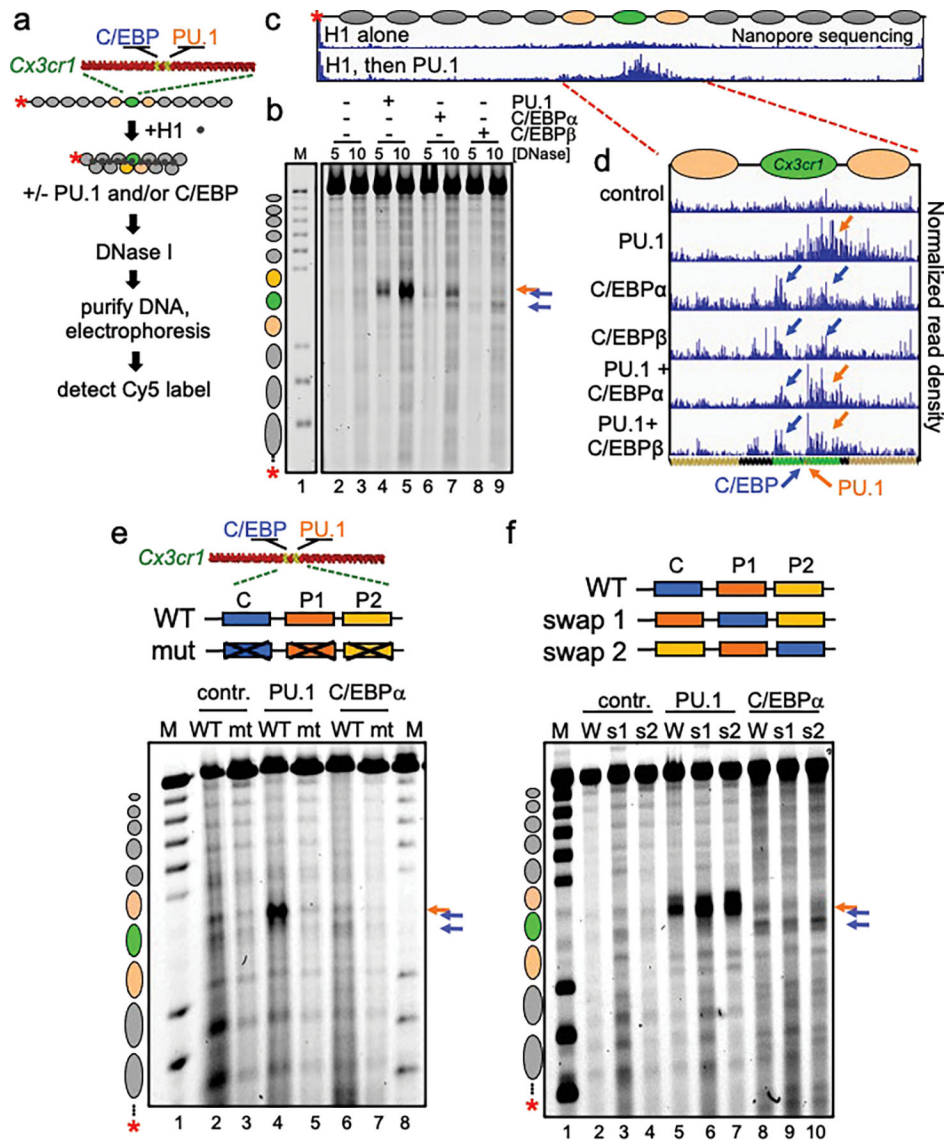 a
C/EBP PU.1
Cx3cr1
*
+H1
*
+/- PU.1 and/or C/EBP
DNase I
purify DNA,
electrophoresis
detect Cy5 label
b
- + - - PU.1
- - + - C/EBPα
- - + C/EBPβ
M 5 10 5 10 5 10 5 10 [DNase]
*
1 2 3 4 5 6 7 8 9
c
*
H1 alone
Nanopore sequencing
H1, then PU.1
d
Cx3cr1
control
PU.1
C/EBPα
C/EBPβ
PU.1 +
C/EBPα
PU.1+
C/EBPβ
Normalized read density
C/EBP PU.1
e
C/EBP PU.1
Cx3cr1
C P1 P2
WT
mut
contr. PU.1 C/EBPα
M WT mt WT mt WT mt M
*
1 2 3 4 5 6 7 8
f
C P1 P2
WT
swap 1
swap 2
contr. PU.1 C/EBPα
M W s1 s2 W s1 s2 W s1 s2
*
1 2 3 4 5 6 7 8 9 10